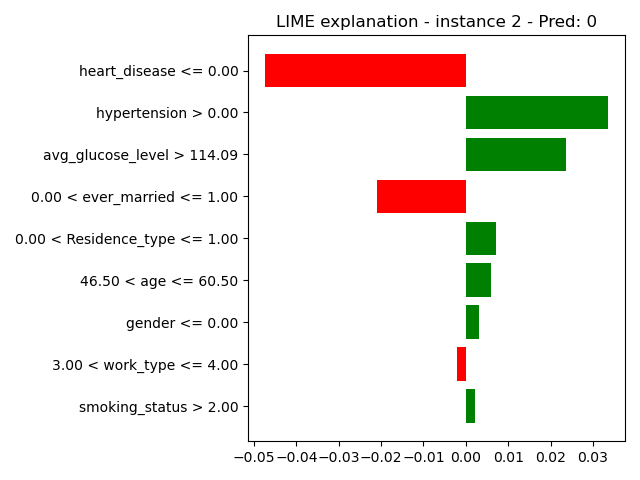 LIME explanation - instance 2 - Pred: 0
heart_disease <= 0.00
hypertension > 0.00
avg_glucose_level > 114.09
0.00 < ever_married <= 1.00
0.00 < Residence_type <= 1.00
46.50 < age <= 60.50
gender <= 0.00
3.00 < work_type <= 4.00
smoking_status > 2.00
−0.05 −0.04 −0.03 −0.02 −0.01 0.00 0.01 0.02 0.03